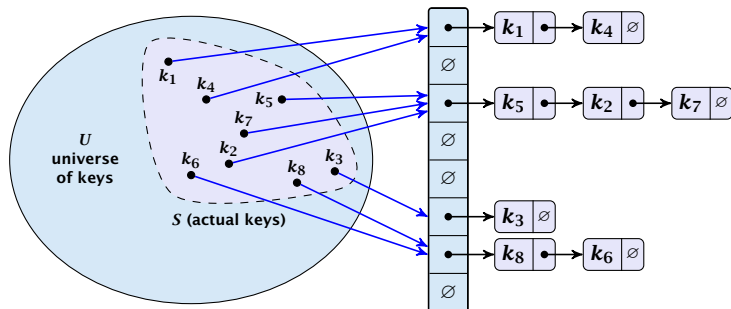 k1
k4
k5
k7
k2
k6
k8
k3
U
universe
of keys
S (actual keys)
k1 k4 ∅
∅
k5 k2 k7 ∅
∅
∅
k3 ∅
k8 k6 ∅
∅